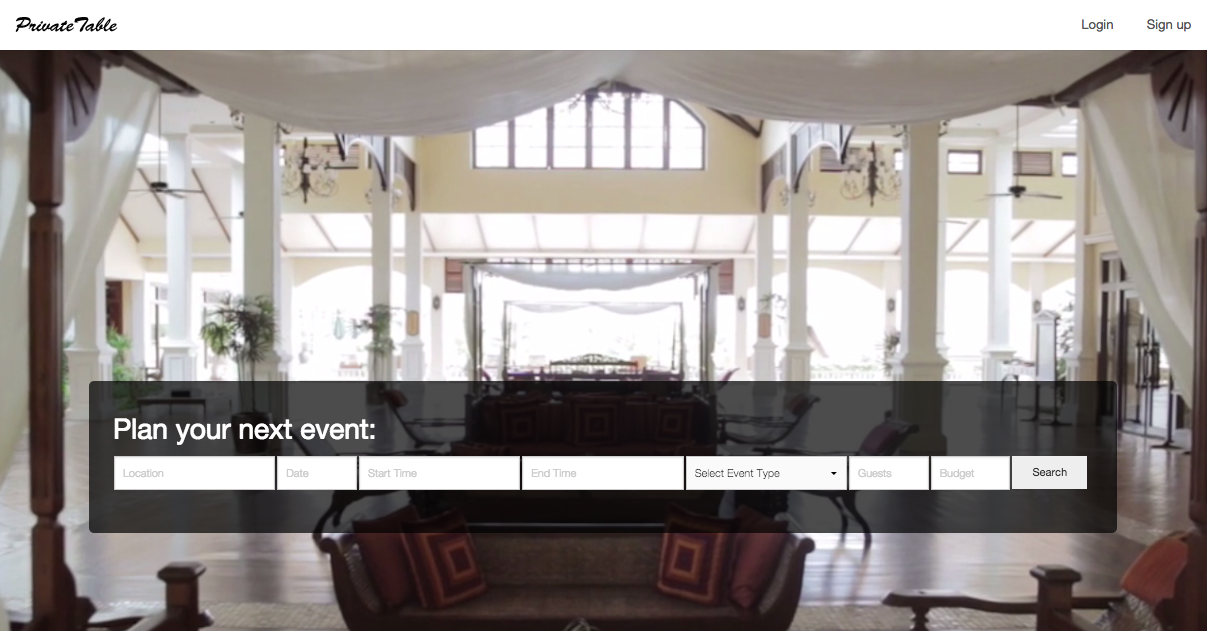 PrivateTable
Login Sign up
Plan your next event:
Location Date Start Time End Time Select Event Type Guests Budget Search